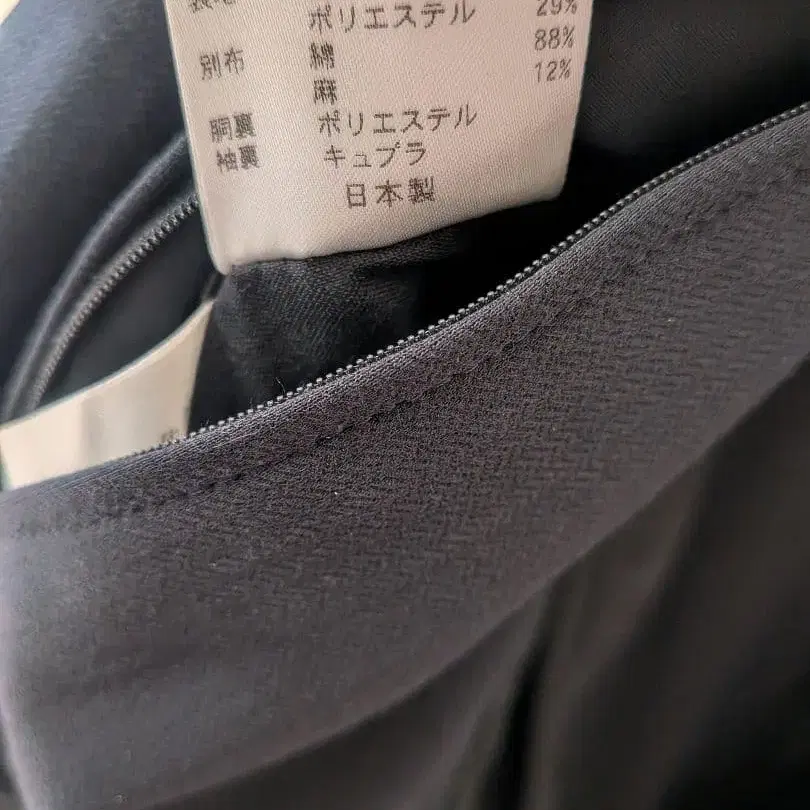 ポリエステル 29%
別布 綿 88%
麻 12%
胴裏 ポリエステル
袖裏 キュプラ
日本製